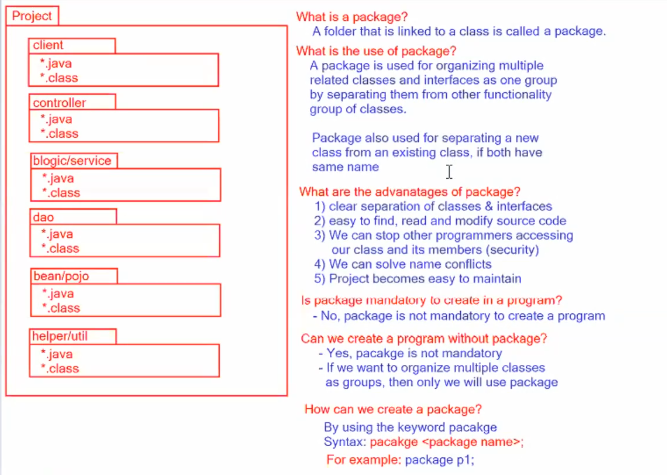 Project
client
*.java
*.class
controller
*.java
*.class
blogic/service
*.java
*.class
dao
*.java
*.class
bean/pojo
*.java
*.class
helper/util
*.java
*.class
What is a package?
A folder that is linked to a class is called a package.
What is the use of package?
A package is used for organizing multiple
related classes and interfaces as one group
by separating them from other functionality
group of classes.
Package also used for separating a new
class from an existing class, if both have
same name
What are the advanatages of package?
1) clear separation of classes & interfaces
2) easy to find, read and modify source code
3) We can stop other programmers accessing
our class and its members (security)
4) We can solve name conflicts
5) Project becomes easy to maintain
Is package mandatory to create in a program?
- No, package is not mandatory to create a program
Can we create a program without package?
- Yes, pacakge is not mandatory
- If we want to organize multiple classes
as groups, then only we will use package
How can we create a package?
By using the keyword pacakge
Syntax: pacakge <package name>;
For example: package p1;